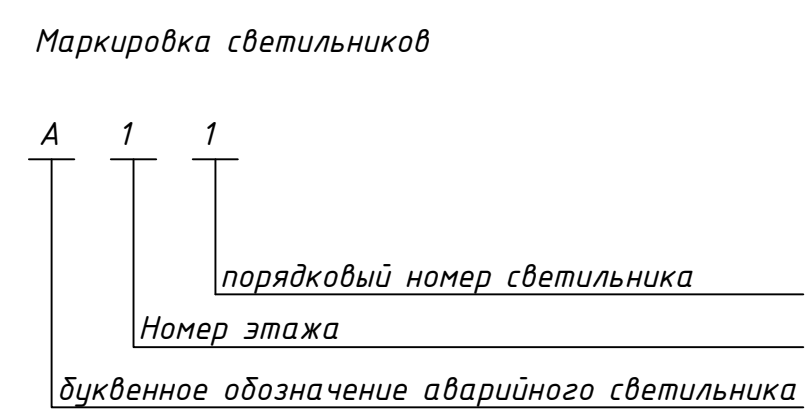 Маркировка светильников
А 1 1
порядковый номер светильника
Номер этажа
буквенное обозначение аварийного светильника